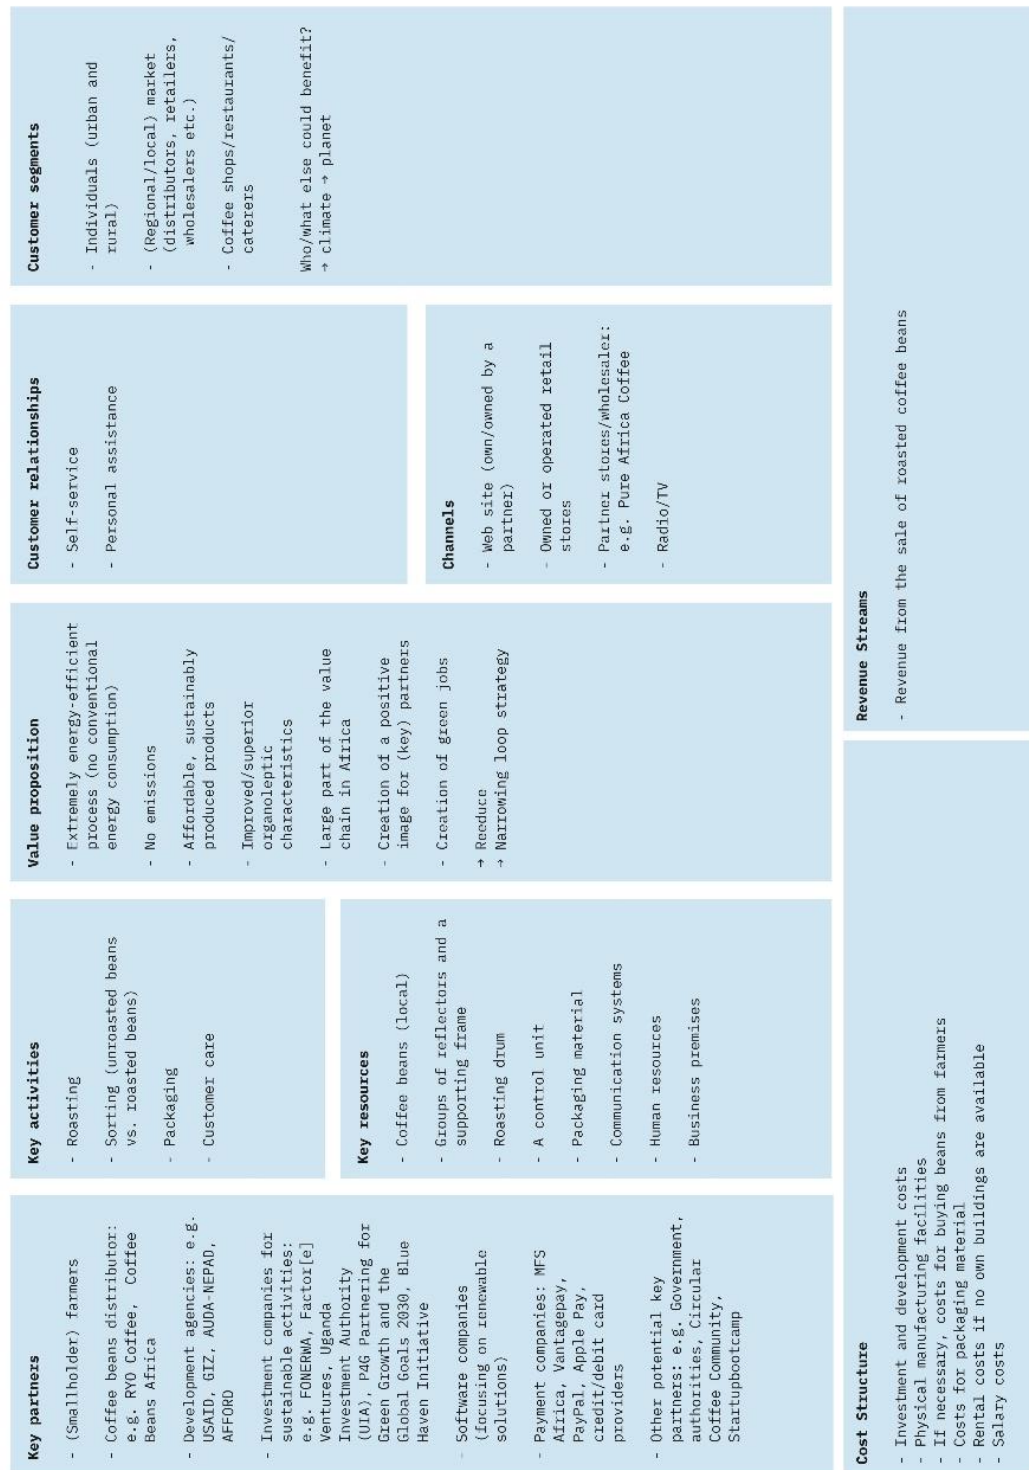 Key partners
- (Smallholder) farmers
- Coffee beans distributor:
e.g. RYO Coffee, Coffee
Beans Africa
- Development agencies: e.g.
USAID, GIZ, AUDA-NEPAD,
AFFORD
- Investment companies for
sustainable activities:
e.g. FONERWA, Factor[e]
Ventures, Uganda
Investment Authority
(UIA), P4G Partnering for
Green Growth and the
Global Goals 2030, Blue
Haven Initiative
- Software companies
(focusing on renewable
solutions)
- Payment companies: MFS
Africa, Vantagepay,
PayPal, Apple Pay,
credit/debit card
providers
- Other potential key
partners: e.g. Government,
authorities, Circular
Coffee Community,
Startupbootcamp
Key activities
- Roasting
- Sorting (unroasted beans
vs. roasted beans)
- Packaging
- Customer care
Key resources
- Coffee beans (local)
- Groups of reflectors and a
supporting frame
- Roasting drum
- A control unit
- Packaging material
- Communication systems
- Human resources
- Business premises
Value proposition
- Extremely energy-efficient
process (no conventional
energy consumption)
- No emissions
- Affordable, sustainably
produced products
- Improved/superior
organoleptic
characteristics
- Large part of the value
chain in Africa
- Creation of a positive
image for (key) partners
- Creation of green jobs
→ Reeduce
→ Narrowing loop strategy
Customer relationships
- Self-service
- Personal assistance
Channels
- Web site (own/owned by a
partner)
- Owned or operated retail
stores
- Partner stores/wholesaler:
e.g. Pure Africa Coffee
- Radio/TV
Customer segments
- Individuals (urban and
rural)
- (Regional/local) market
(distributors, retailers,
wholesalers etc.)
- Coffee shops/restaurants/
caterers
Who/what else could benefit?
→ climate → planet
Cost Structure
- Investment and development costs
- Physical manufacturing facilities
- If necessary, costs for buying beans from farmers
- Costs for packaging material
- Rental costs if no own buildings are available
- Salary costs
Revenue Streams
- Revenue from the sale of roasted coffee beans